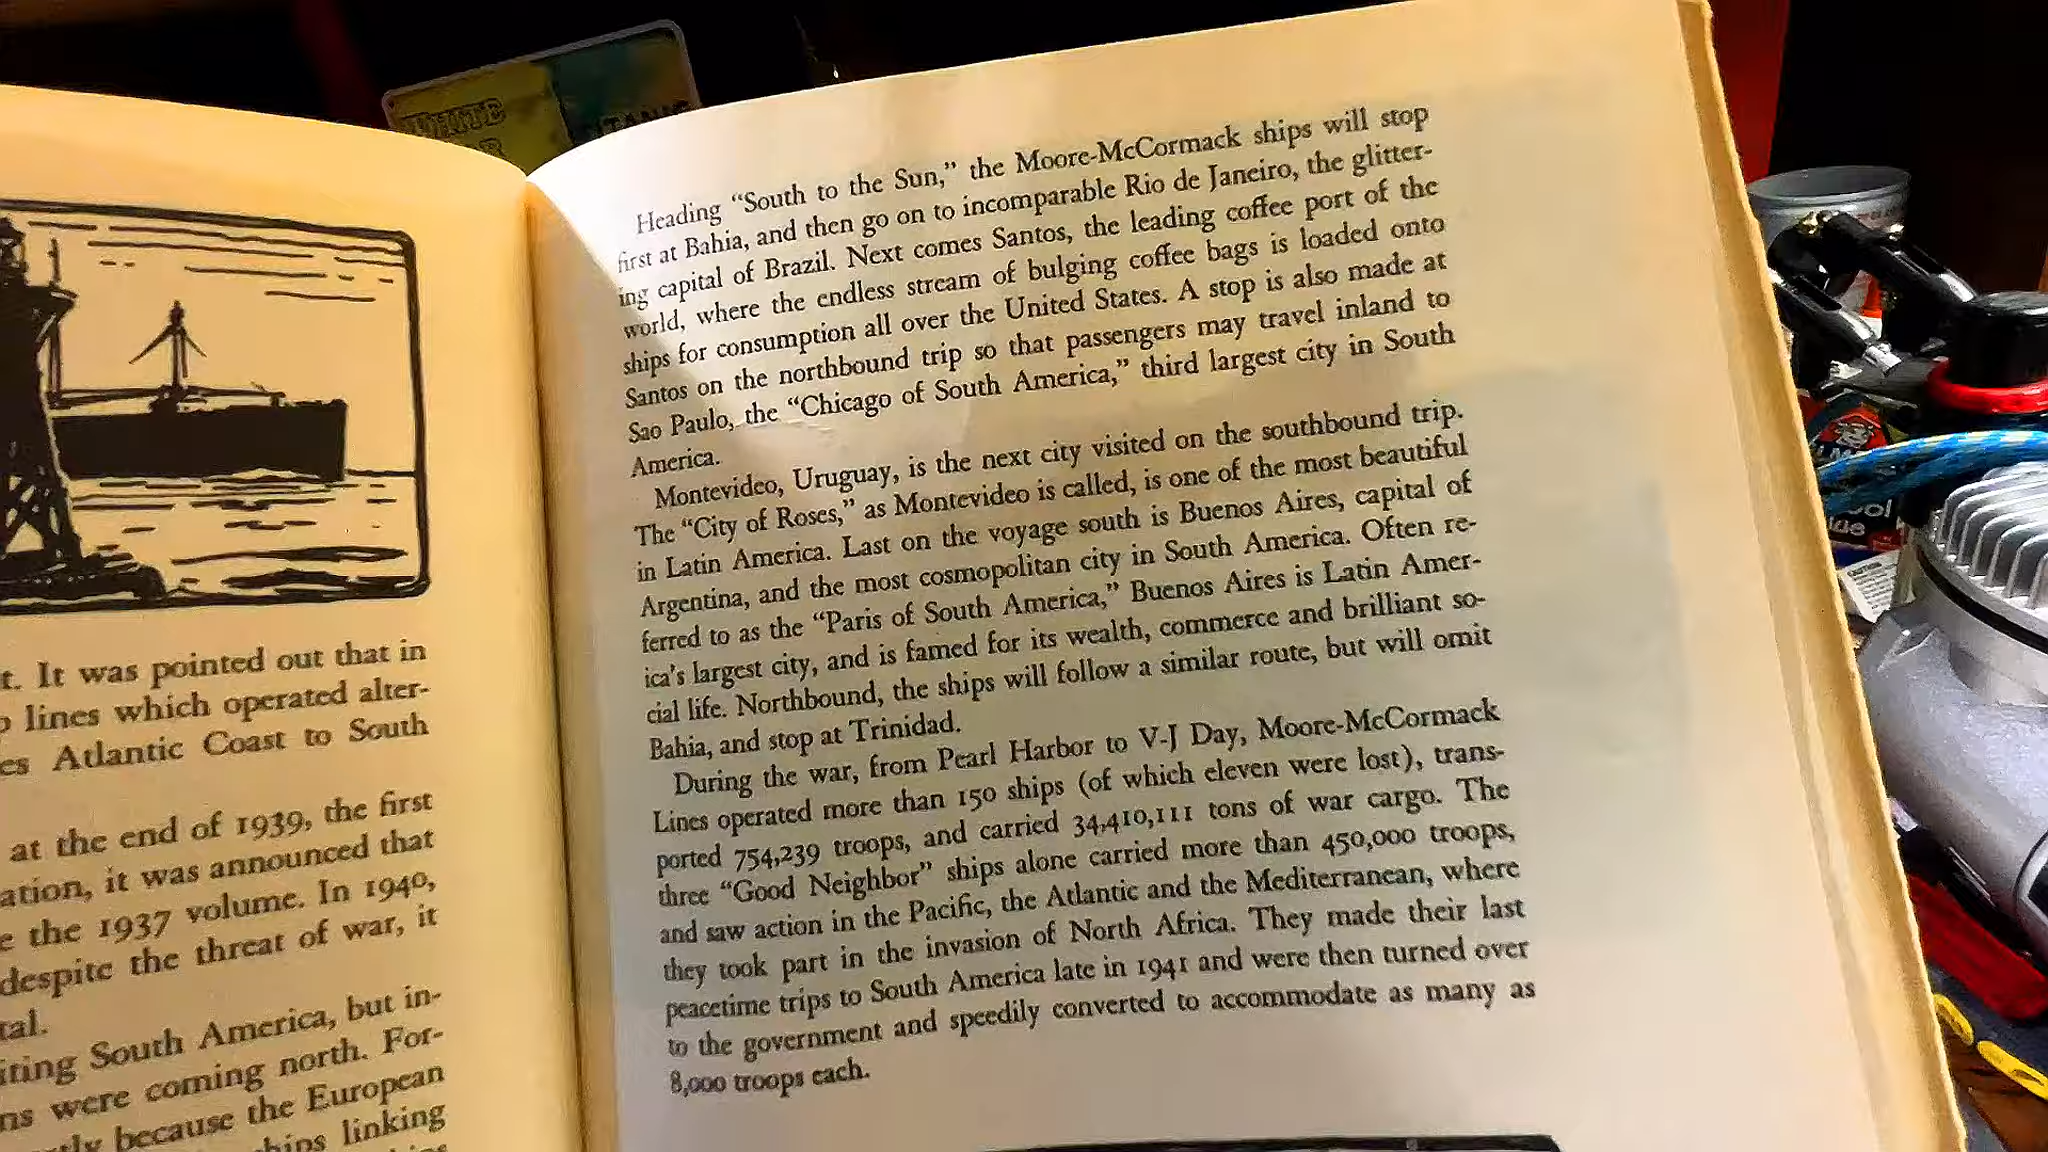 WHITE
t. It was pointed out that in
lines which operated alter-
es Atlantic Coast to South
at the end of 1939, the first
ation, it was announced that
e the 1937 volume. In 1940,
despite the threat of war, it
tal.
iting South America, but in-
ns were coming north. For-
tly because the European
hips linking
Heading “South to the Sun,” the Moore-McCormack ships will stop
first at Bahia, and then go on to incomparable Rio de Janeiro, the glitter-
ing capital of Brazil. Next comes Santos, the leading coffee port of the
world, where the endless stream of bulging coffee bags is loaded onto
ships for consumption all over the United States. A stop is also made at
Santos on the northbound trip so that passengers may travel inland to
Sao Paulo, the “Chicago of South America,” third largest city in South
America.
Montevideo, Uruguay, is the next city visited on the southbound trip.
The “City of Roses,” as Montevideo is called, is one of the most beautiful
in Latin America. Last on the voyage south is Buenos Aires, capital of
Argentina, and the most cosmopolitan city in South America. Often re-
ferred to as the “Paris of South America,” Buenos Aires is Latin Amer-
ica's largest city, and is famed for its wealth, commerce and brilliant so-
cial life. Northbound, the ships will follow a similar route, but will omit
Bahia, and stop at Trinidad.
During the war, from Pearl Harbor to V-J Day, Moore-McCormack
Lines operated more than 150 ships (of which eleven were lost), trans-
ported 754,239 troops, and carried 34,410,111 tons of war cargo. The
three “Good Neighbor” ships alone carried more than 450,000 troops,
and saw action in the Pacific, the Atlantic and the Mediterranean, where
they took part in the invasion of North Africa. They made their last
peacetime trips to South America late in 1941 and were then turned over
to the government and speedily converted to accommodate as many as
8,000 troops each.